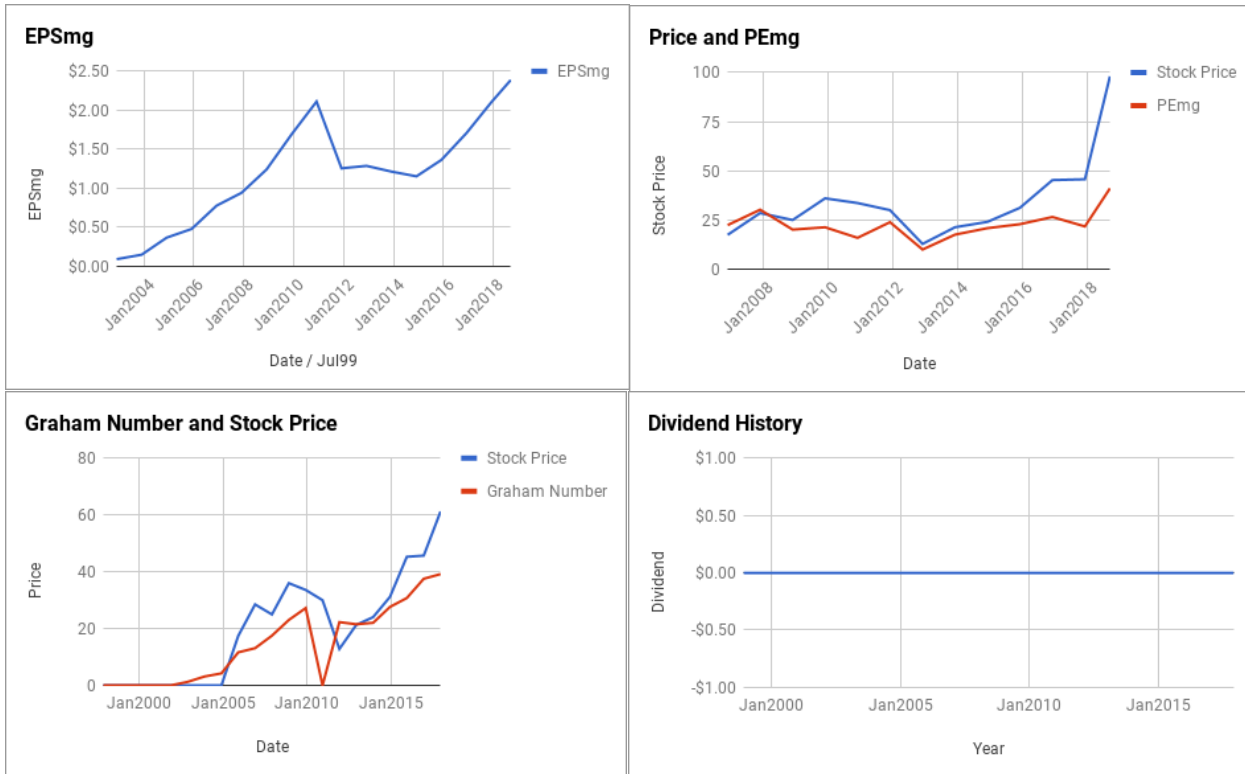 EPSmg
EPSmg
$2.50
$2.00
$1.50
$1.00
$0.50
$0.00
EPSmg
Jan2004
Jan2006
Jan2008
Jan2010
Jan2012
Jan2014
Jan2016
Jan2018
Date / Jul99
Price and PEmg
Stock Price
PEmg
100
75
50
25
0
Stock Price
Jan2008
Jan2010
Jan2012
Jan2014
Jan2016
Jan2018
Date
Graham Number and Stock Price
Stock Price
Graham Number
80
60
40
20
0
Price
Jan2000
Jan2005
Jan2010
Jan2015
Date
Dividend History
$1.00
$0.50
$0.00
-$0.50
-$1.00
Dividend
Jan2000
Jan2005
Jan2010
Jan2015
Year